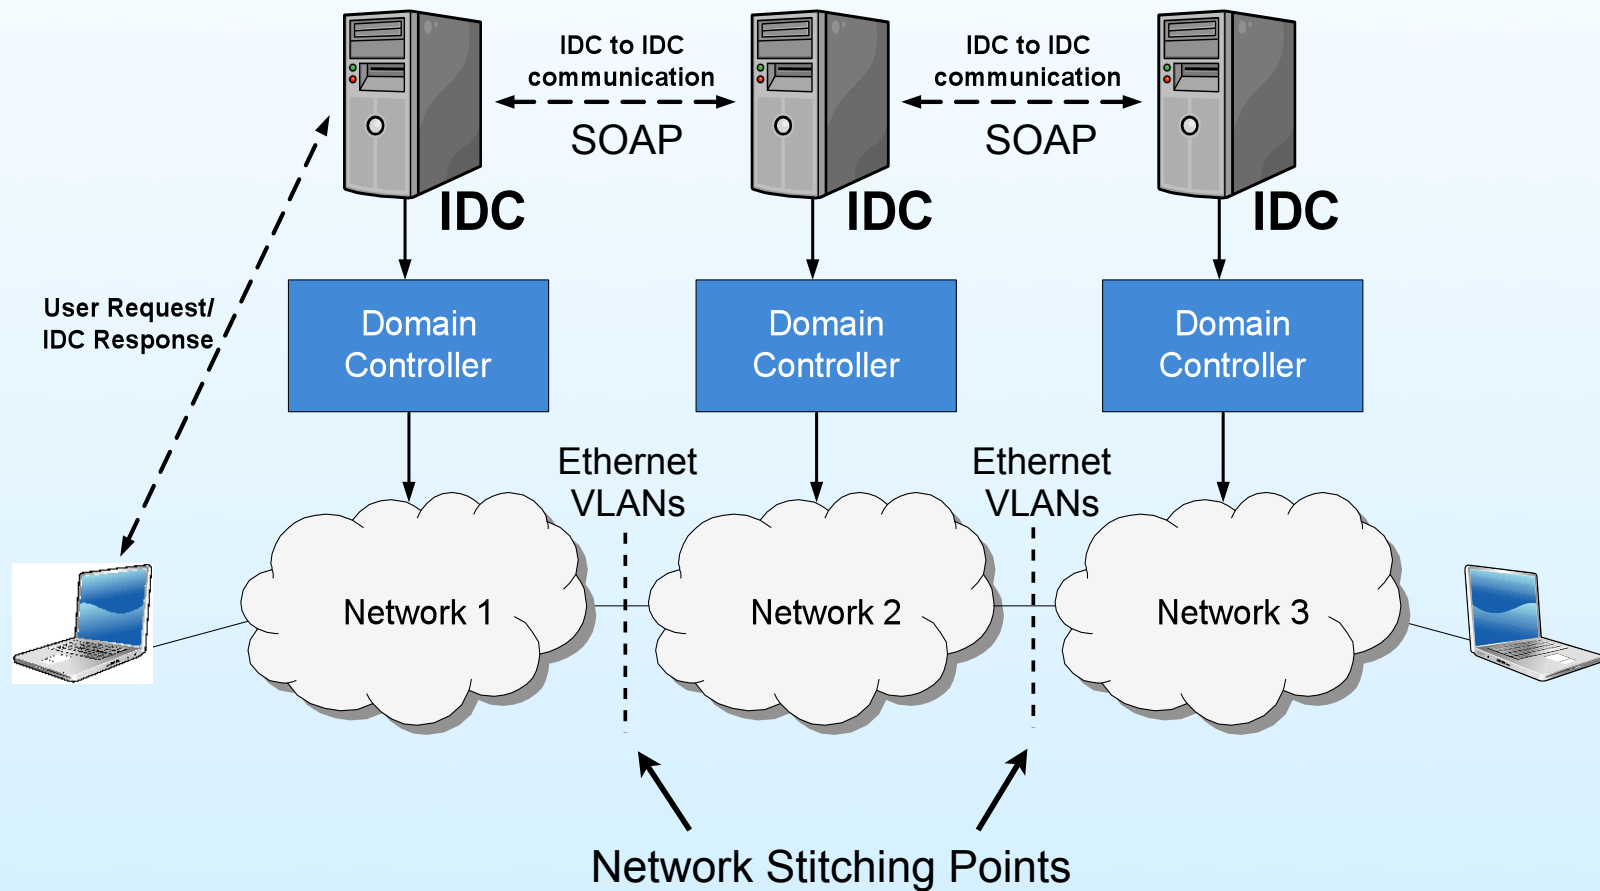 IDC to IDC
communication
SOAP
IDC to IDC
communication
SOAP
IDC
IDC
IDC
User Request/
IDC Response
Domain
Controller
Domain
Controller
Domain
Controller
Ethernet
VLANs
Ethernet
VLANs
Network 1
Network 2
Network 3
Network Stitching Points